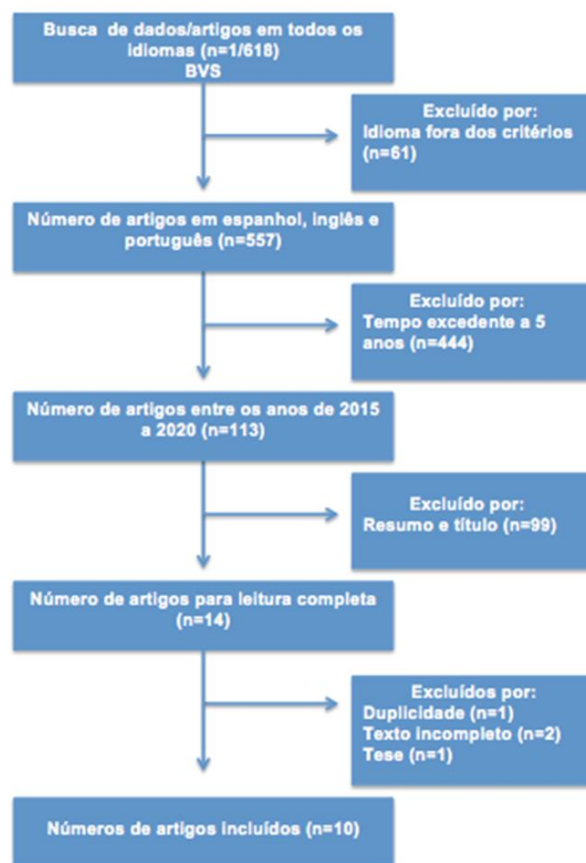 Busca de dados/artigos em todos os
idiomas (n=1/618)
BVS
Excluído por:
Idioma fora dos critérios
(n=61)
Número de artigos em espanhol, inglês e
português (n=557)
Excluído por:
Tempo excedente a 5
anos (n=444)
Número de artigos entre os anos de 2015
a 2020 (n=113)
Excluído por:
Resumo e título (n=99)
Número de artigos para leitura completa
(n=14)
Excluídos por:
Duplicidade (n=1)
Texto incompleto (n=2)
Tese (n=1)
Números de artigos incluídos (n=10)